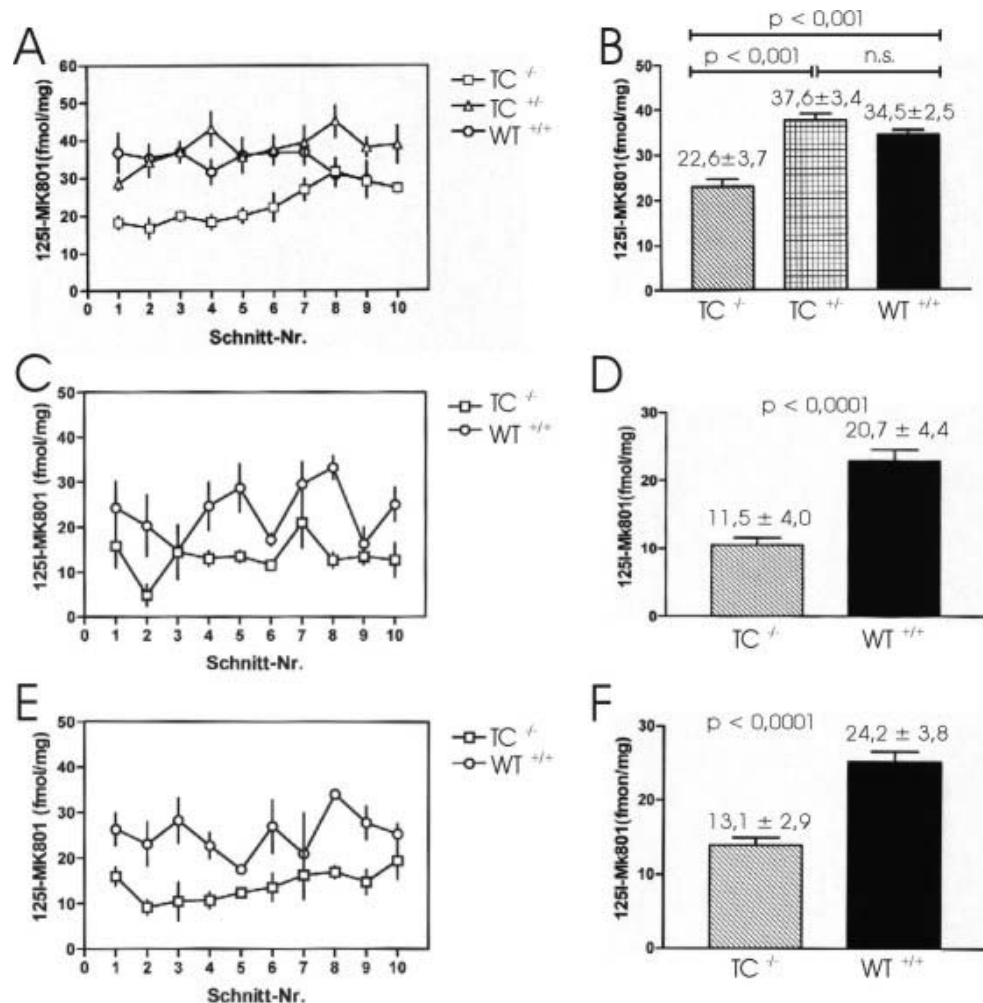 A
125I-MK801(fmol/mg)
60
50
40
30
20
10
0
0 1 2 3 4 5 6 7 8 9 10
Schnitt-Nr.
TC -/-
TC +/-
WT +/+
B
p < 0,001
p < 0,001
n.s.
125I-MK801(fmol/mg)
50
40
30
20
10
0
22,6±3,7
37,6±3,4
34,5±2,5
TC -/-
TC +/-
WT +/+
C
125I-MK801 (fmol/mg)
50
40
30
20
10
0
0 1 2 3 4 5 6 7 8 9 10
Schnitt-Nr.
TC -/-
WT +/+
D
p < 0,0001
125I-Mk801(fmol/mg)
30
20
10
0
11,5 ± 4,0
20,7 ± 4,4
TC -/-
WT +/+
E
125I-MK801 (fmol/mg)
50
40
30
20
10
0
0 1 2 3 4 5 6 7 8 9 10
Schnitt-Nr.
TC -/-
WT +/+
F
p < 0,0001
125I-Mk801(fmon/mg)
30
20
10
0
13,1 ± 2,9
24,2 ± 3,8
TC -/-
WT +/+